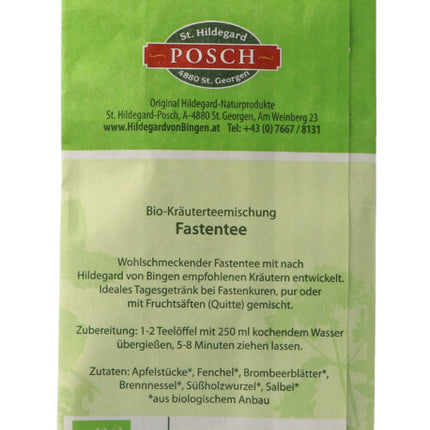 St. Hildegard
POSCH
4880 St. Georgen
Original Hildegard-Naturprodukte
St. Hildegard-Posch, A-4880 St. Georgen, Am Weinberg 23
www.HildegardvonBingen.at Tel: +43 (0) 7667 / 8131
Bio-Kräuterteemischung
Fastentee
Wohlschmeckender Fastentee mit nach
Hildegard von Bingen empfohlenen Kräutern entwickelt.
Ideales Tagesgetränk bei Fastenkuren, pur oder
mit Fruchtsäften (Quitte) gemischt.
Zubereitung: 1-2 Teelöffel mit 250 ml kochendem Wasser
übergießen, 5-8 Minuten ziehen lassen.
Zutaten: Apfelstücke*, Fenchel*, Brombeerblätter*,
Brennnessel*, Süßholzwurzel*, Salbei*
*aus biologischem Anbau